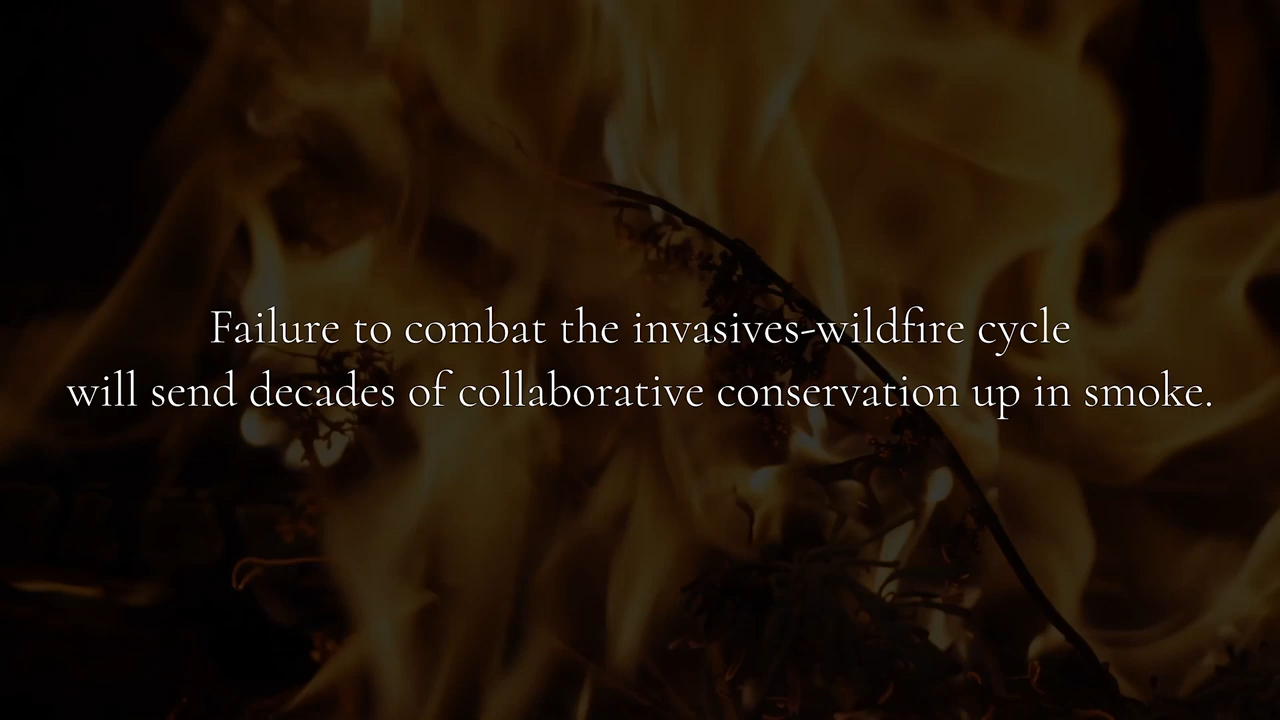 Failure to combat the invasives-wildfire cycle
will send decades of collaborative conservation up in smoke.